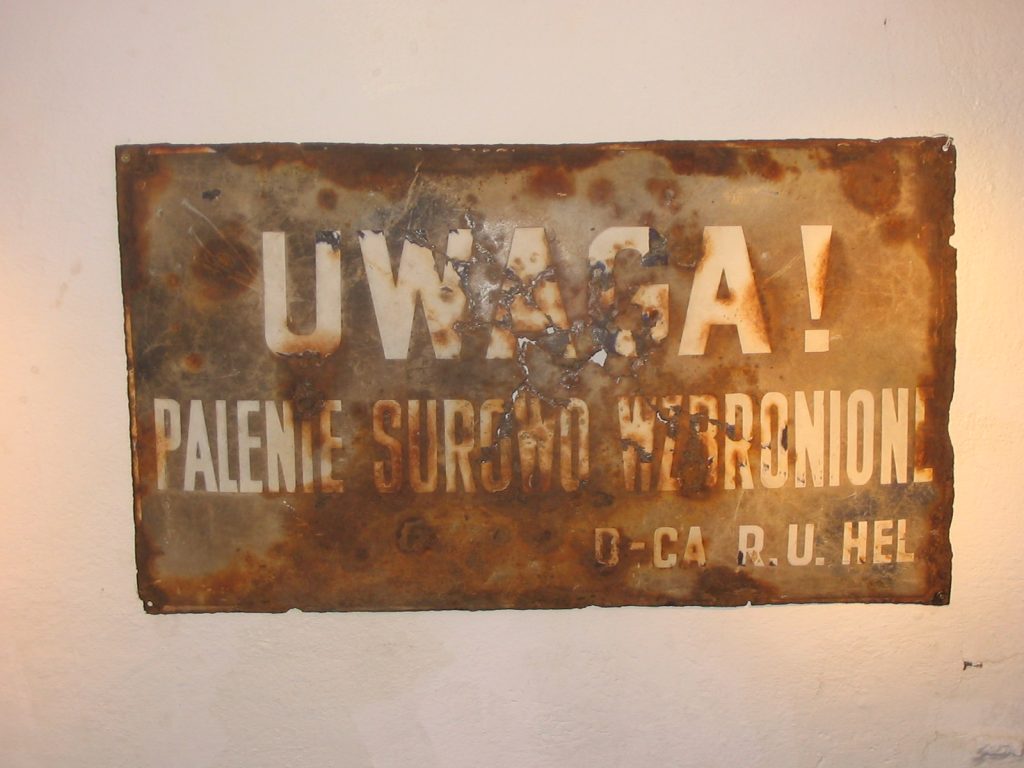 UWAGA!
PALENIE SUROWO WZBRONIONE
D-CA R.U. HEL